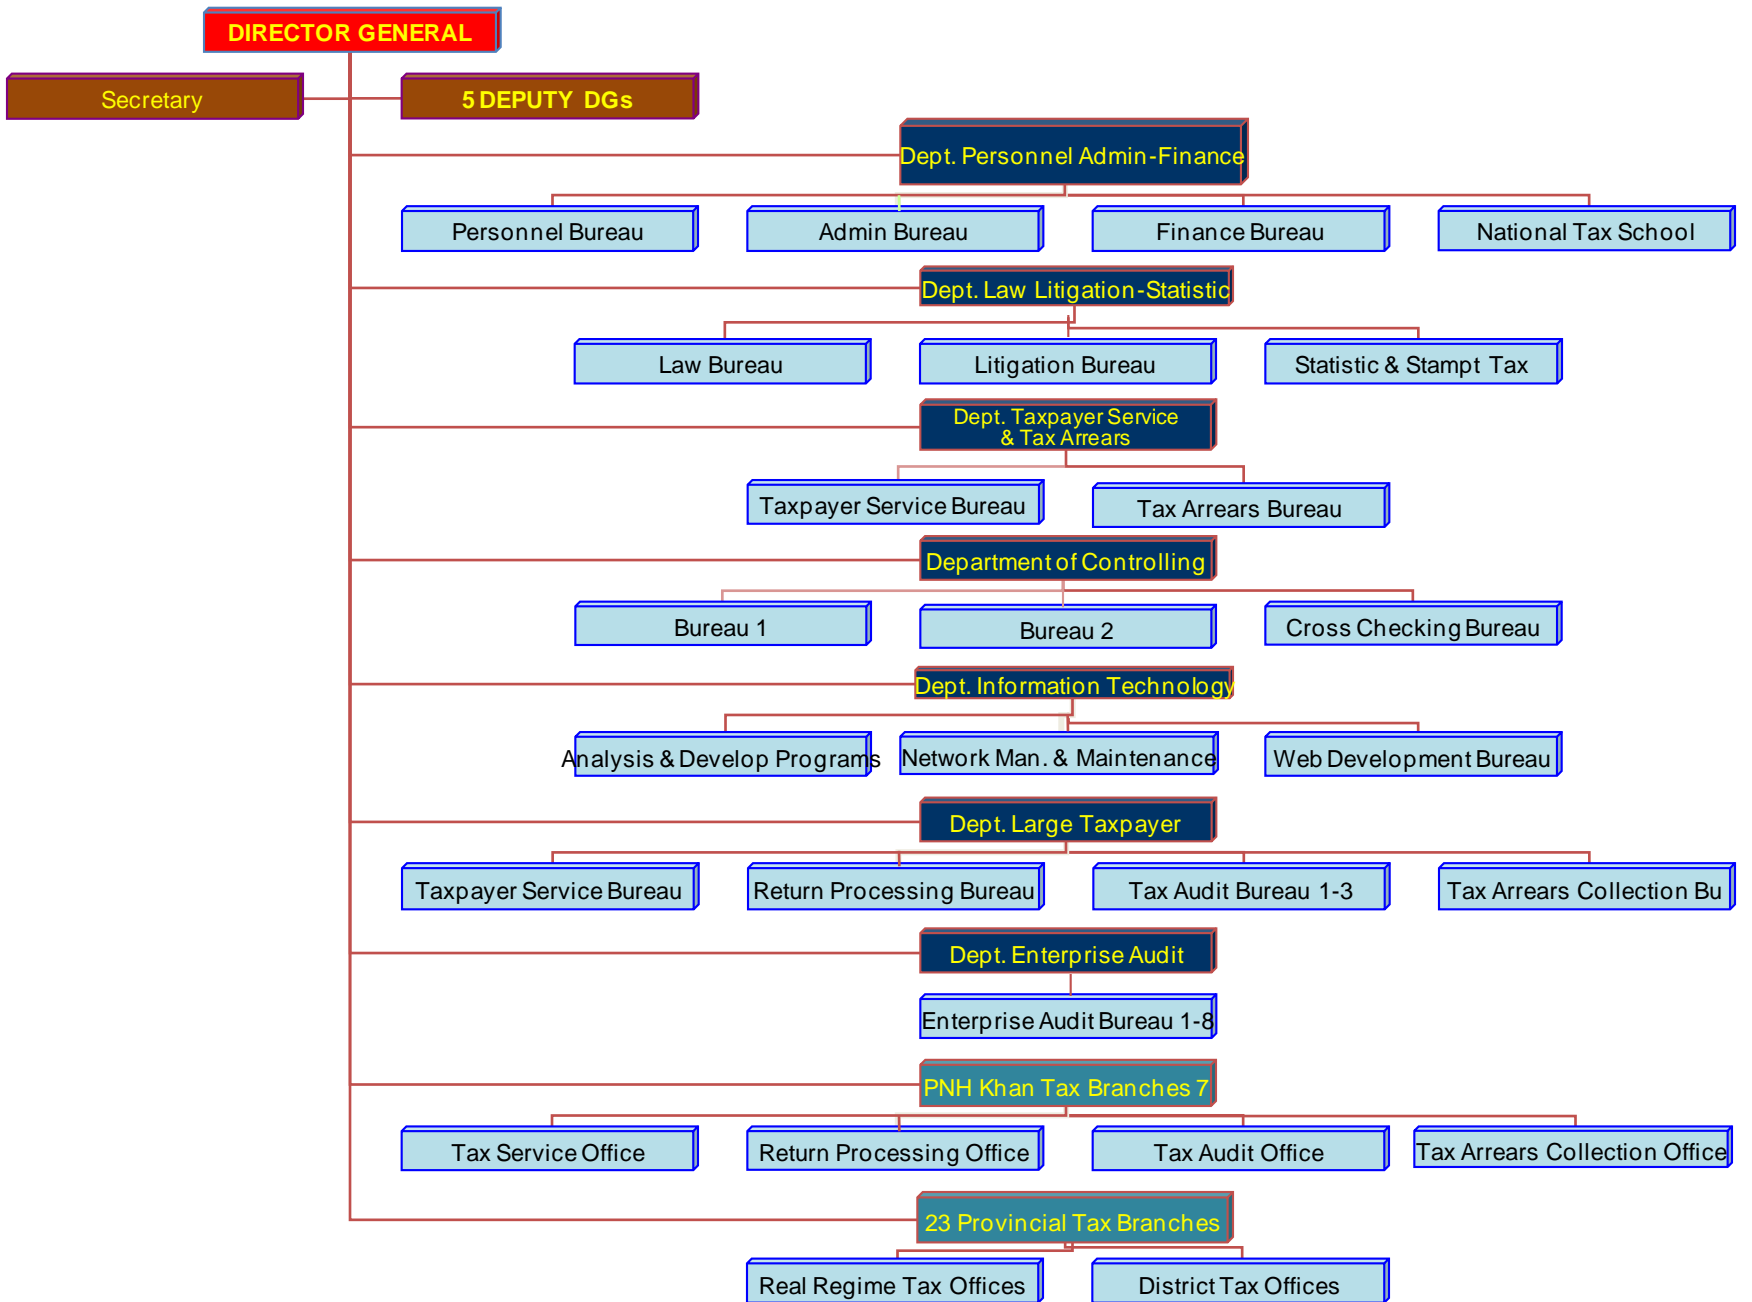 DIRECTOR GENERAL
Secretary
5 DEPUTY DGs
Dept. Personnel Admin-Finance
Personnel Bureau
Admin Bureau
Finance Bureau
National Tax School
Dept. Law Litigation-Statistic
Law Bureau
Litigation Bureau
Statistic & Stampt Tax
Dept. Taxpayer Service
& Tax Arrears
Taxpayer Service Bureau
Tax Arrears Bureau
Department of Controlling
Bureau 1
Bureau 2
Cross Checking Bureau
Dept. Information Technology
Analysis & Develop Programs
Network Man. & Maintenance
Web Development Bureau
Dept. Large Taxpayer
Taxpayer Service Bureau
Return Processing Bureau
Tax Audit Bureau 1-3
Tax Arrears Collection Bu
Dept. Enterprise Audit
Enterprise Audit Bureau 1-8
PNH Khan Tax Branches 7
Tax Service Office
Return Processing Office
Tax Audit Office
Tax Arrears Collection Office
23 Provincial Tax Branches
Real Regime Tax Offices
District Tax Offices